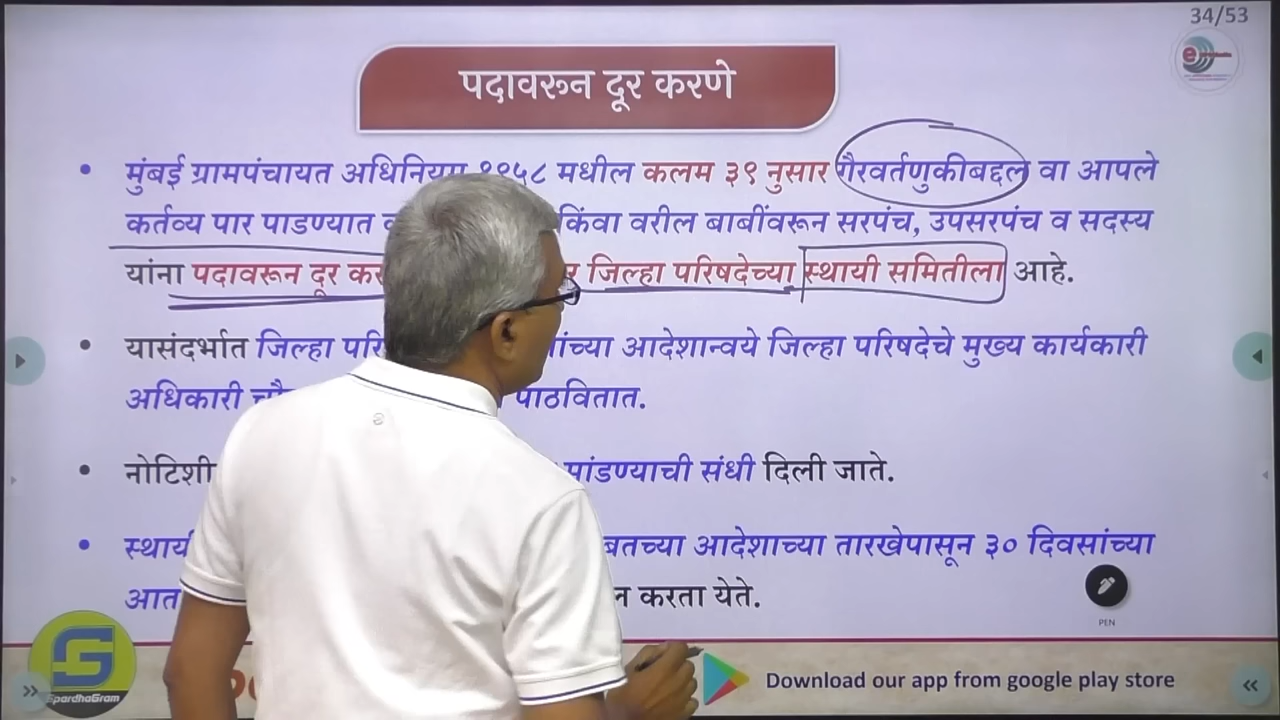 34/53
पदावरून दूर करणे
मुंबई ग्रामपंचायत अधिनियम १९५८ मधील कलम ३९ नुसार गैरवर्तणुकीबद्दल वा आपले
कर्तव्य पार पाडण्यात किंवा वरील बाबींवरून सरपंच, उपसरपंच व सदस्य
यांना पदावरून दूर जिल्हा परिषदेच्या स्थायी समितीला आहे.
यासंदर्भात जिल्हा आदेशान्वये जिल्हा परिषदेचे मुख्य कार्यकारी
अधिकारी पाठवितात.
नोटिशी मांडण्याची संधी दिली जाते.
आदेशाच्या तारखेपासून ३० दिवसांच्या
आत करता येते.
PEN
SpardhaGram
Download our app from google play store